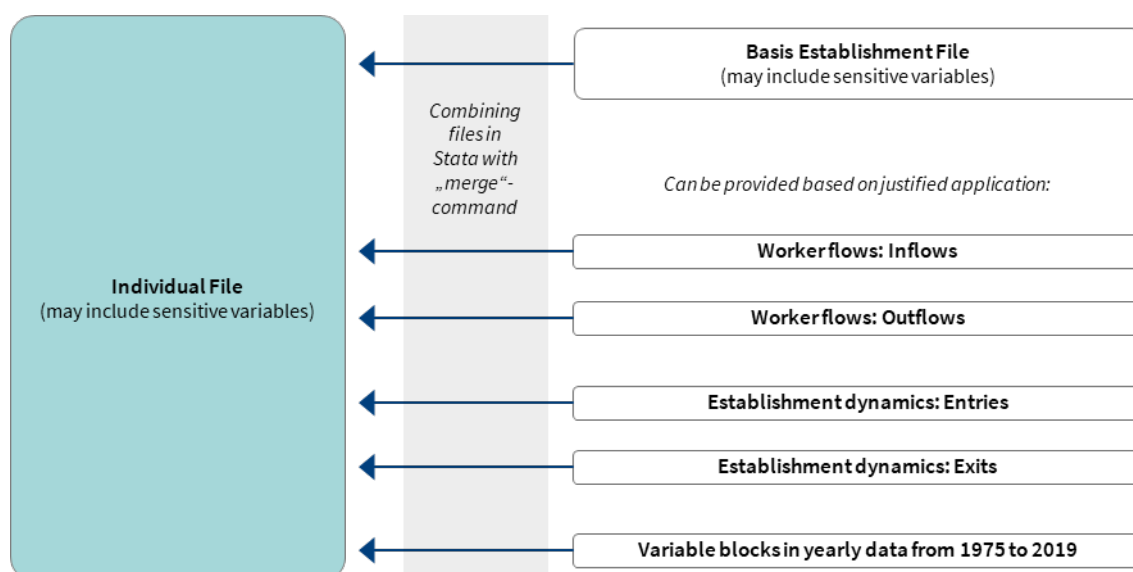 Individual File
(may include sensitive variables)
Combining
files in
Stata with
„merge“-
command
Basis Establishment File
(may include sensitive variables)
Can be provided based on justified application:
Worker flows: Inflows
Worker flows: Outflows
Establishment dynamics: Entries
Establishment dynamics: Exits
Variable blocks in yearly data from 1975 to 2019